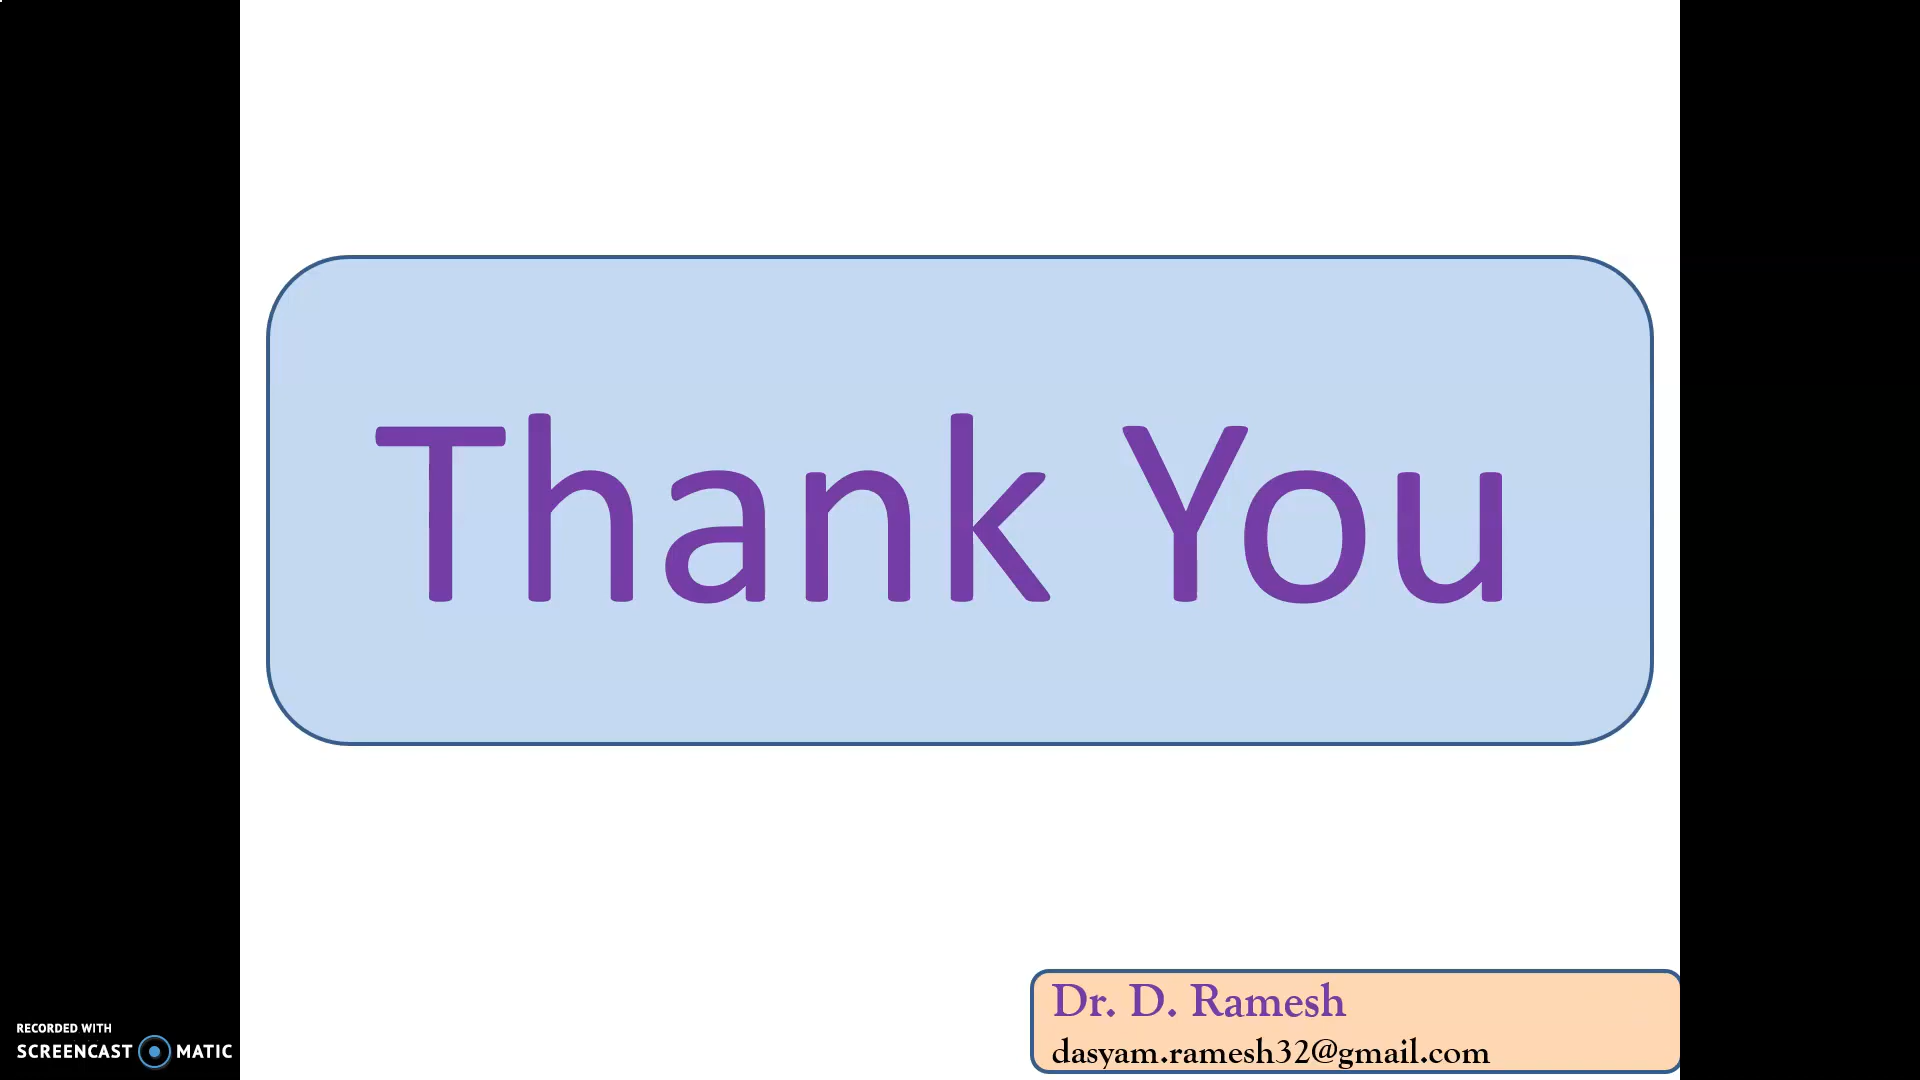 Thank You
Dr. D. Ramesh
dasyam.ramesh32@gmail.com
RECORDED WITH
SCREENCAST MATIC